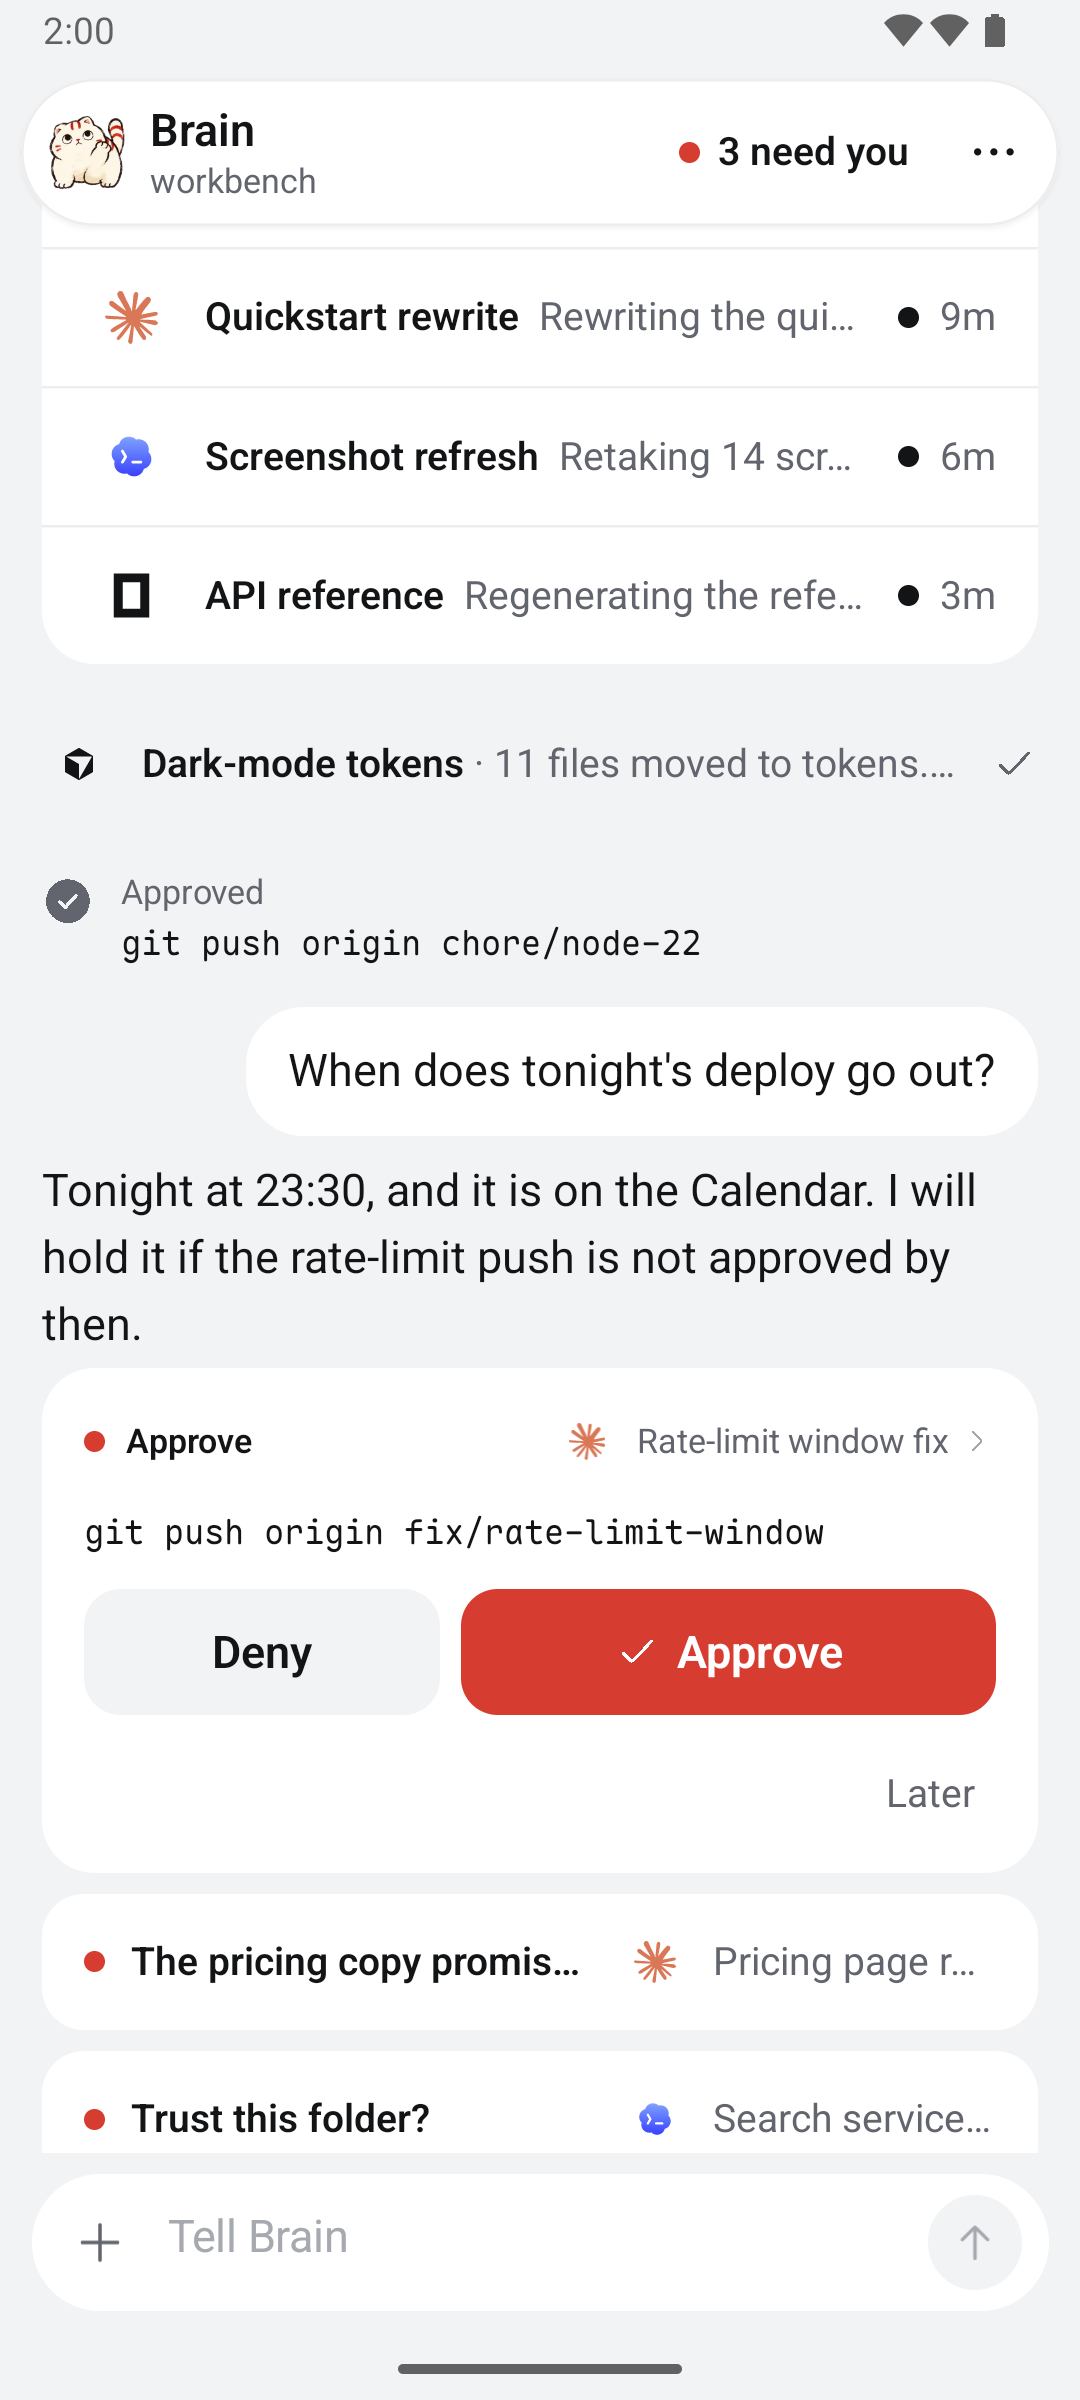 2:00
Brain
workbench
3 need you
Quickstart rewrite Rewriting the qui... 9m
Screenshot refresh Retaking 14 scr... 6m
API reference Regenerating the refe... 3m
Dark-mode tokens · 11 files moved to tokens....
Approved
git push origin chore/node-22
When does tonight's deploy go out?
Tonight at 23:30, and it is on the Calendar. I will
hold it if the rate-limit push is not approved by
then.
Approve Rate-limit window fix
git push origin fix/rate-limit-window
Deny Approve
Later
The pricing copy promis... Pricing page r...
Trust this folder? Search service...
Tell Brain